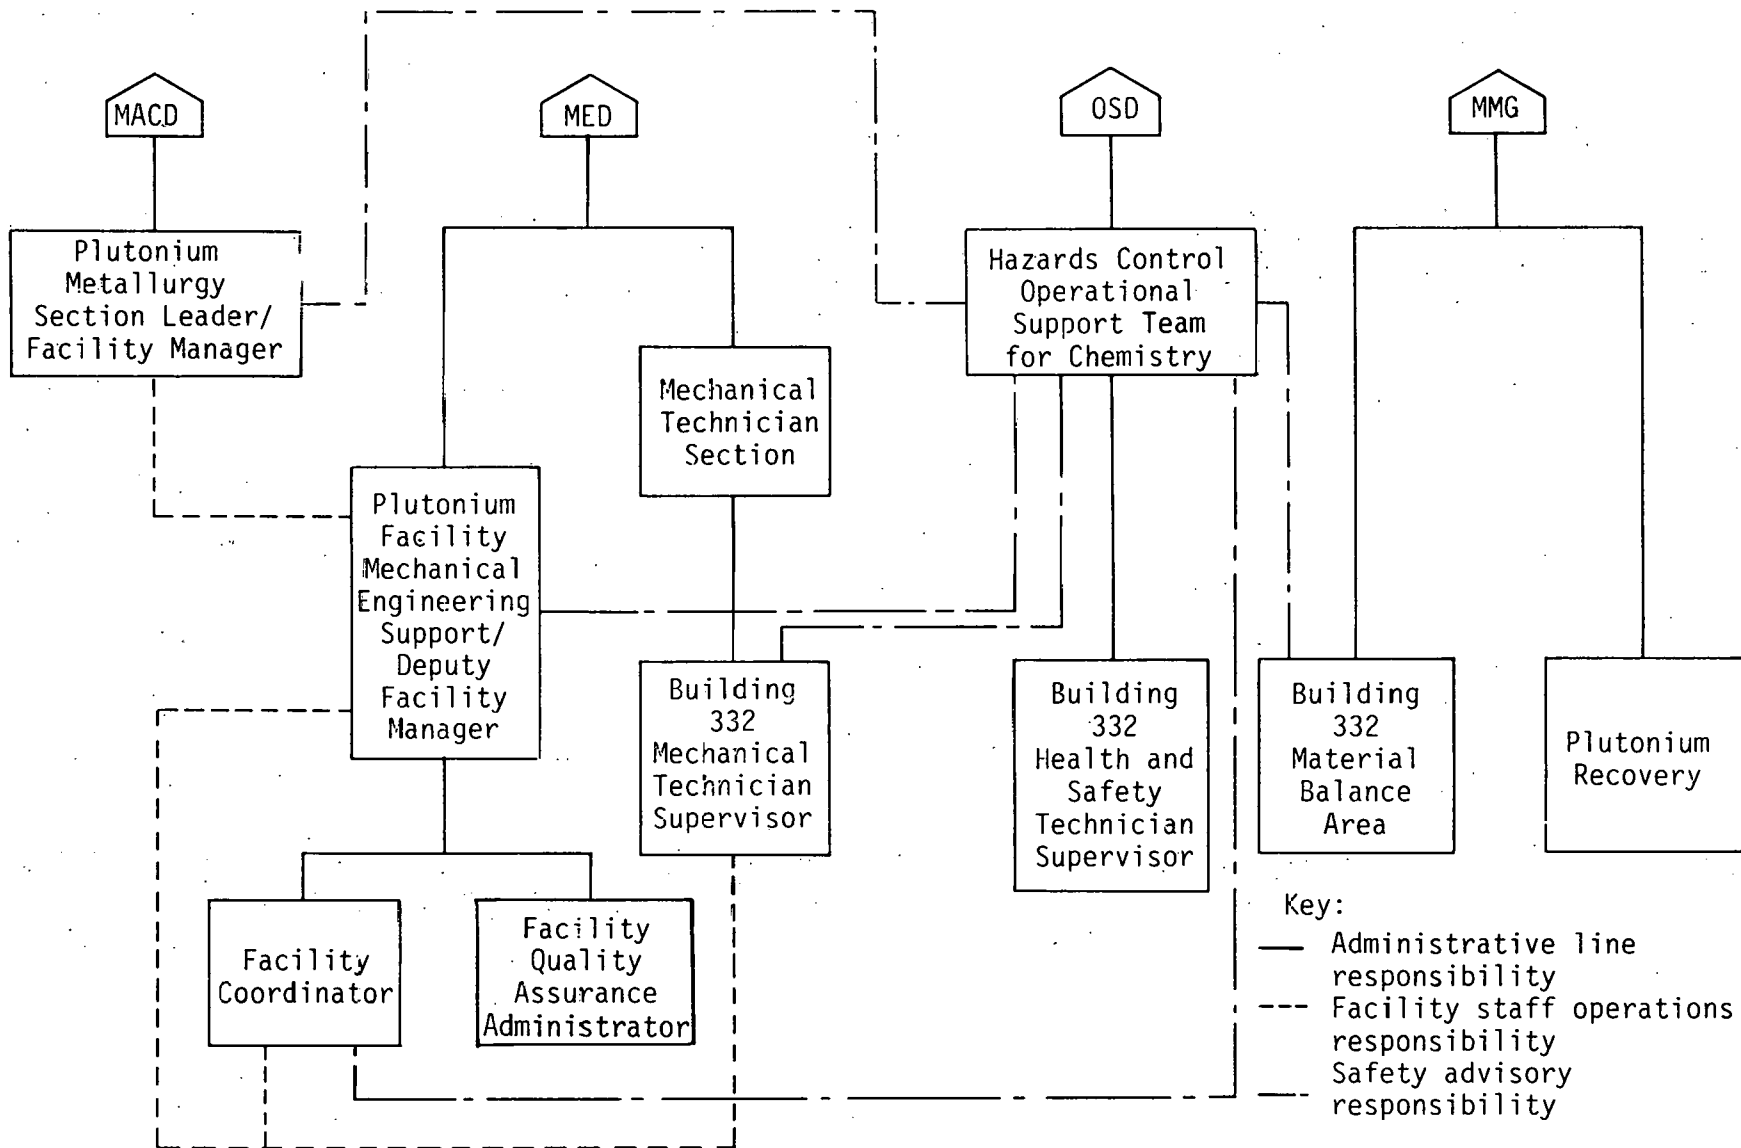 MACD
MED
OSD
MMG
Plutonium
Metallurgy
Section Leader/
Facility Manager
Hazards Control
Operational
Support Team
for Chemistry
Mechanical
Technician
Section
Plutonium
Facility
Mechanical
Engineering
Support/
Deputy
Facility
Manager
Building
332
Mechanical
Technician
Supervisor
Building
332
Health and
Safety
Technician
Supervisor
Building
332
Material
Balance
Area
Plutonium
Recovery
Facility
Coordinator
Facility
Quality
Assurance
Administrator
Key:
Administrative line
responsibility
Facility staff operations
responsibility
Safety advisory
responsibility